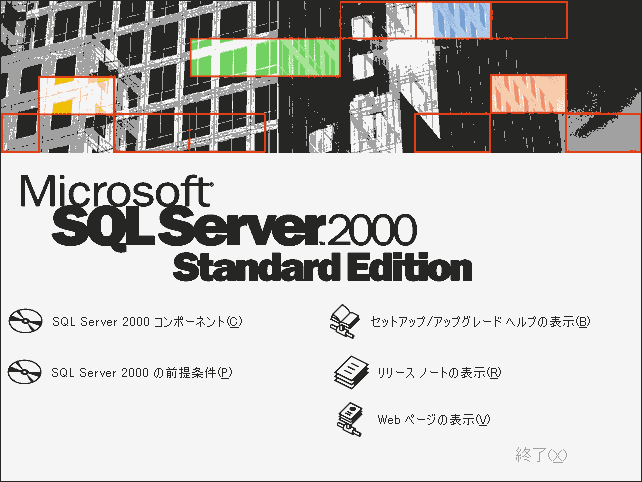 Microsoft
SQL Server 2000
Standard Edition
SQL Server 2000 コンポーネント(C)
セットアップ/アップグレード ヘルプの表示(B)
SQL Server 2000 の前提条件(P)
リリース ノートの表示(R)
Web ページの表示(V)
終了(X)